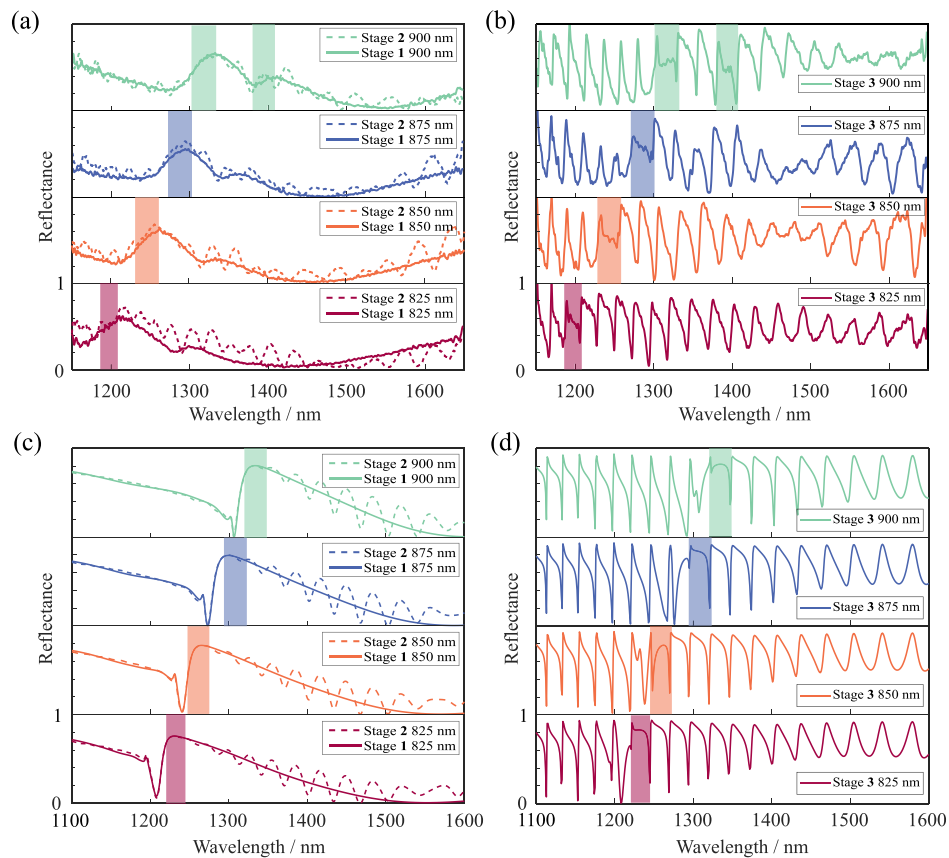 (a)
Stage 2 900 nm
Stage 1 900 nm
Stage 2 875 nm
Stage 1 875 nm
Stage 2 850 nm
Stage 1 850 nm
Stage 2 825 nm
Stage 1 825 nm
Reflectance
1
0
1200 1300 1400 1500 1600
Wavelength / nm
(b)
Stage 3 900 nm
Stage 3 875 nm
Stage 3 850 nm
Stage 3 825 nm
Reflectance
1200 1300 1400 1500 1600
Wavelength / nm
(c)
Stage 2 900 nm
Stage 1 900 nm
Stage 2 875 nm
Stage 1 875 nm
Stage 2 850 nm
Stage 1 850 nm
Stage 2 825 nm
Stage 1 825 nm
Reflectance
1
0
1100 1200 1300 1400 1500 1600
Wavelength / nm
(d)
Stage 3 900 nm
Stage 3 875 nm
Stage 3 850 nm
Stage 3 825 nm
Reflectance
1100 1200 1300 1400 1500 1600
Wavelength / nm